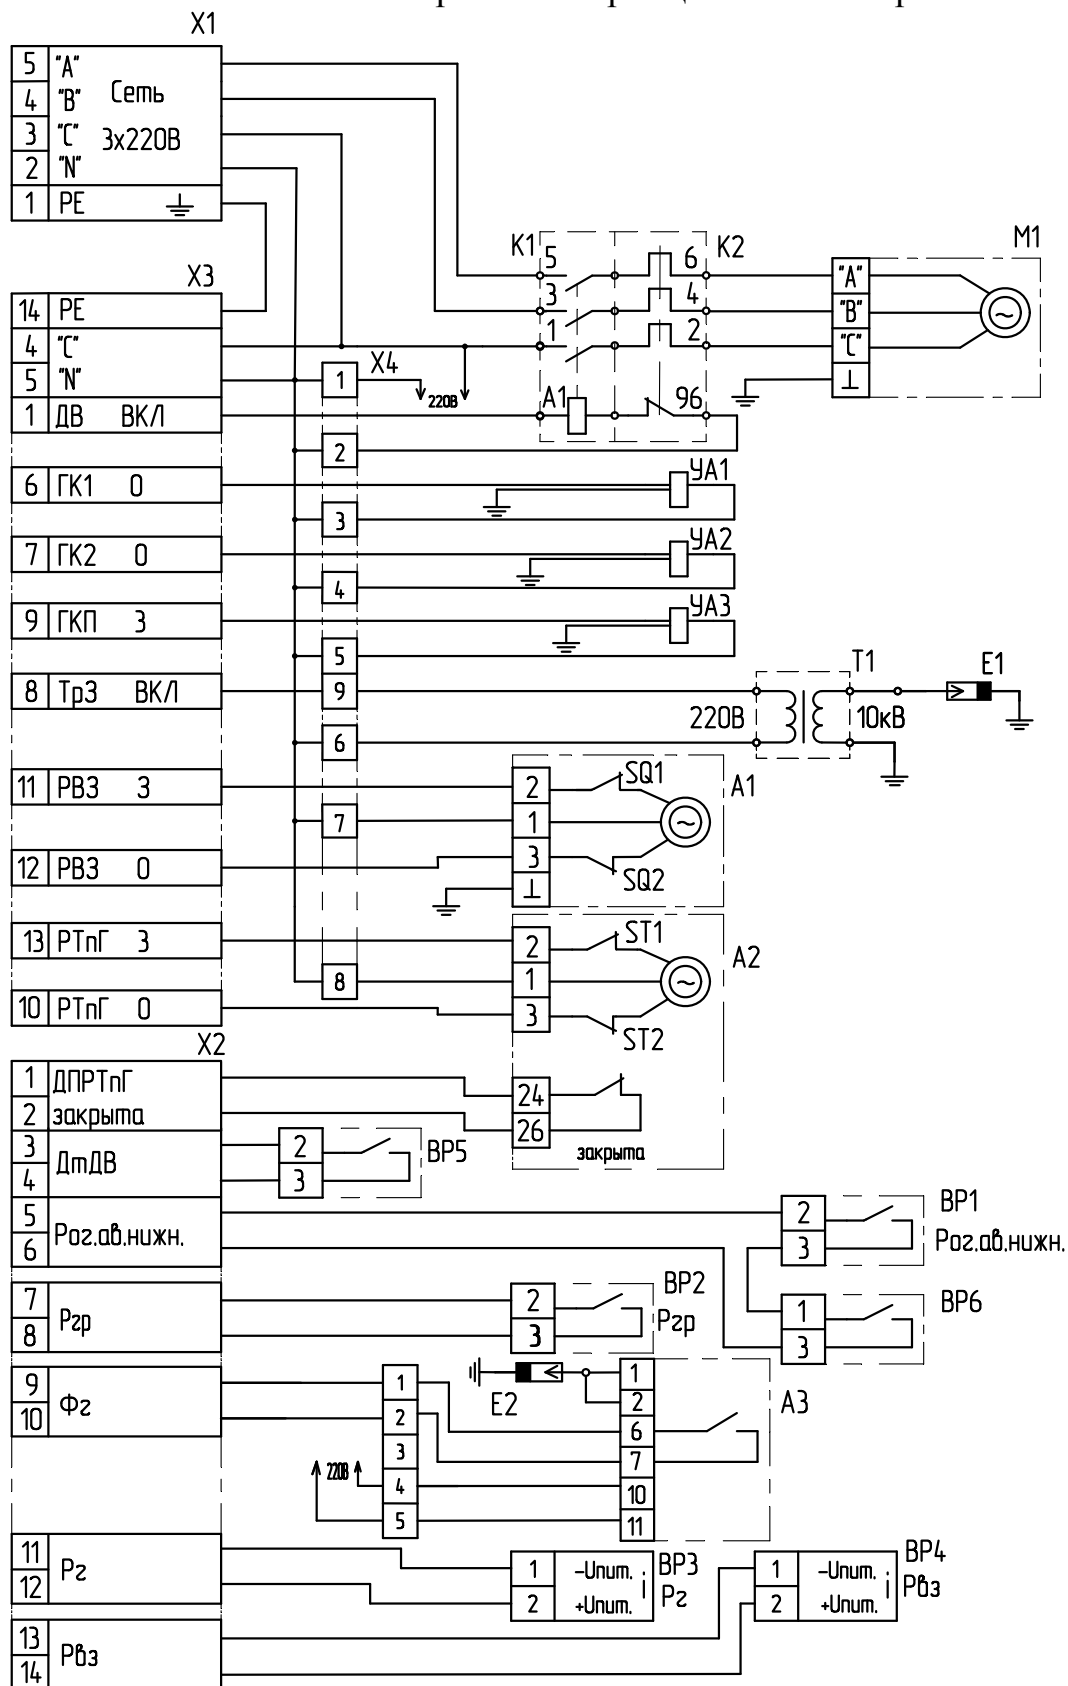 X1
5 "A"
4 "B" Сеть
3 "C" 3x220В
2 "N"
1 PE
X3
14 PE
4 "C"
5 "N"
1 ДВ ВКЛ
6 ГК1 О
7 ГК2 О
9 ГКП З
8 ТрЗ ВКЛ
11 РВЗ З
12 РВЗ О
13 РТпГ З
10 РТпГ О
X4
1
220В
2
3
4
5
9
6
7
8
K1 5 6 K2
3 4
1 2
A1 96
M1
"A"
"B"
"C"
⊥
УА1
УА2
УА3
220В T1 10кВ E1
A1
2 SQ1
1
3 SQ2
⊥
A2
2 ST1
1
3 ST2
24
26
закрыта
X2
1 ДПРТпГ
2 закрыта
3 ДтДВ
4
5 Рог.ав.нижн.
6
7 Ргр
8
9 Фг
10
11 Рг
12
13 Рвз
14
2 BP5
3
2 BP1
3 Рог.ав.нижн.
1 BP6
3
2 BP2
3 Ргр
1
2
3
4
5
220В
E2
A3
1
2
6
7
10
11
1 -Uпит. BP3
2 +Uпит. i Рг
1 -Uпит. BP4
2 +Uпит. i Рвз